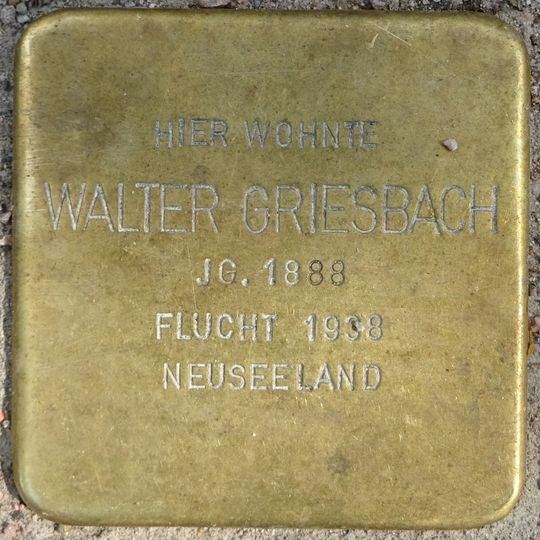 HIER WOHNTE
WALTER GRIESBACH
JG. 1888
FLUCHT 1938
NEUSEELAND